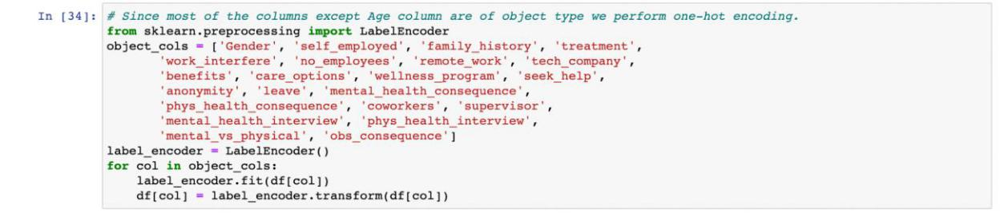 In [34]: # Since most of the columns except Age column are of object type we perform one-hot encoding.
from sklearn.preprocessing import LabelEncoder
object_cols = ['Gender', 'self_employed', 'family_history', 'treatment',
'work_interfere', 'no_employees', 'remote_work', 'tech_company',
'benefits', 'care_options', 'wellness_program', 'seek_help',
'anonymity', 'leave', 'mental_health_consequence',
'phys_health_consequence', 'coworkers', 'supervisor',
'mental_health_interview', 'phys_health_interview',
'mental_vs_physical', 'obs_consequence']
label_encoder = LabelEncoder()
for col in object_cols:
    label_encoder.fit(df[col])
    df[col] = label_encoder.transform(df[col])